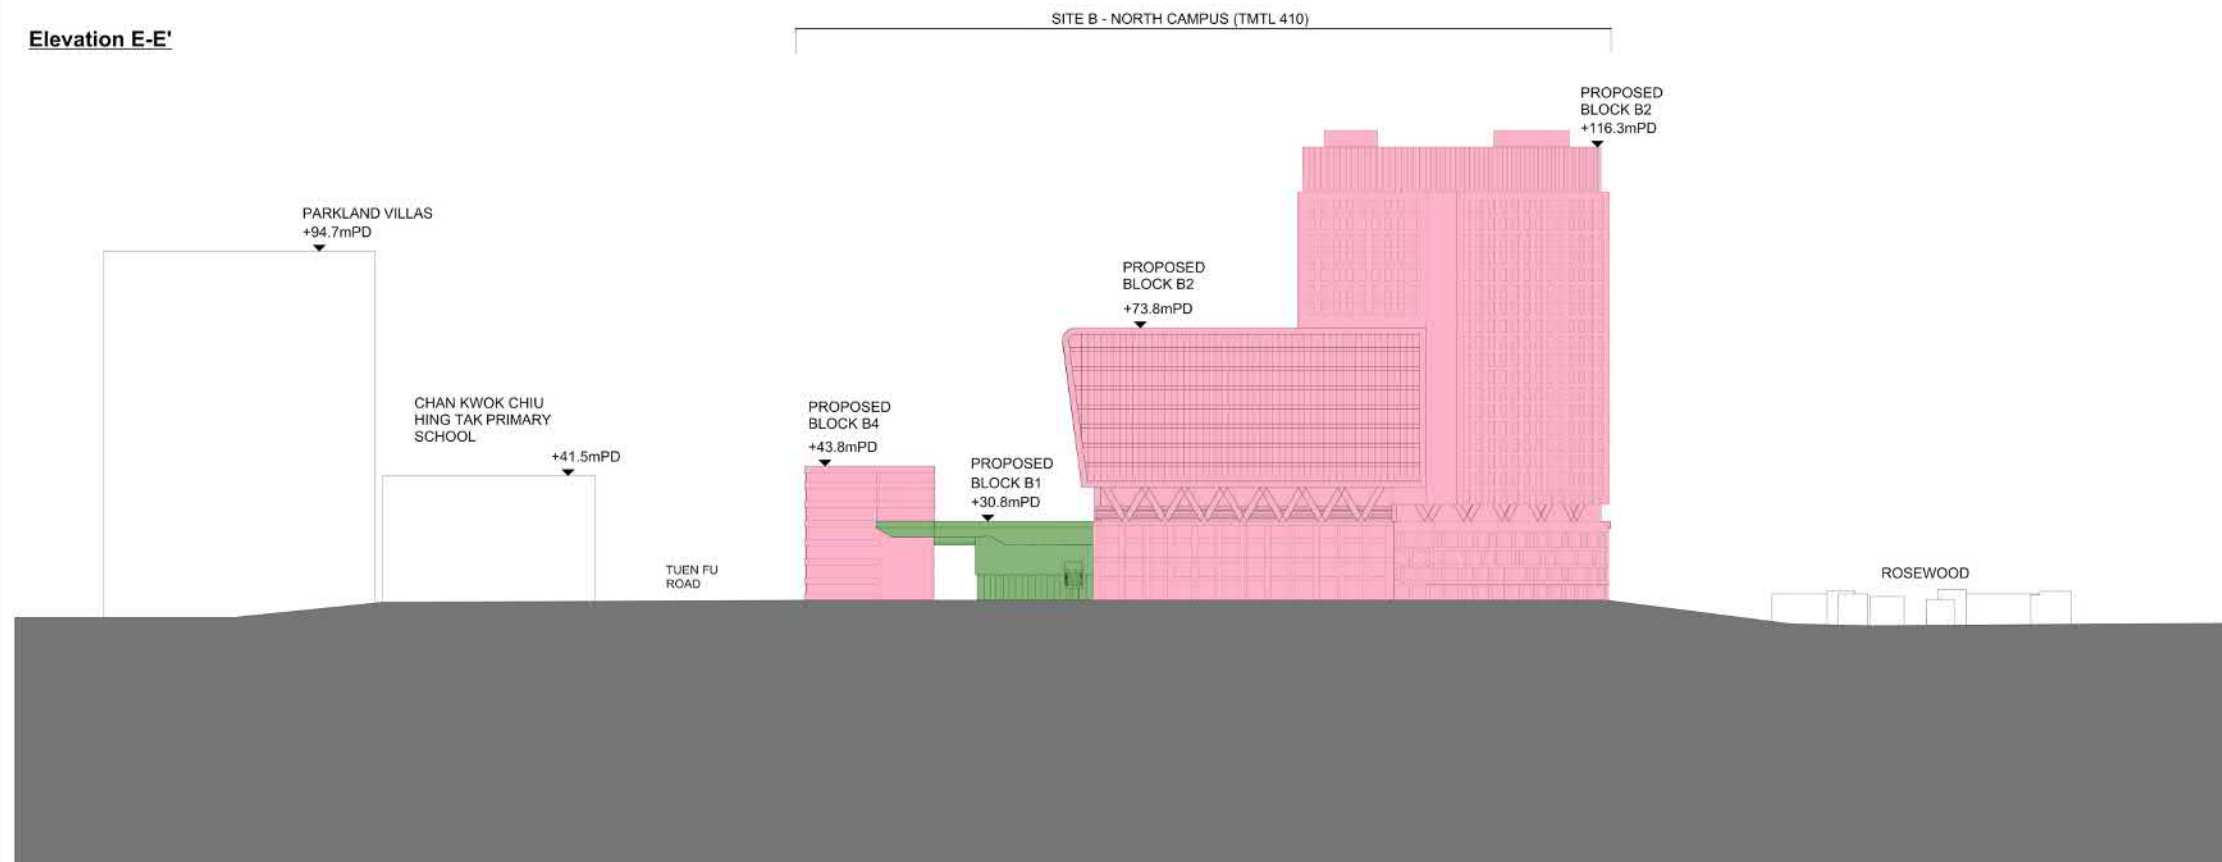 SITE B - NORTH CAMPUS (TMTL 410)
Elevation E-E'
PROPOSED
BLOCK B2
+116.3mPD
PARKLAND VILLAS
+94.7mPD
PROPOSED
BLOCK B2
+73.8mPD
CHAN KWOK CHIU
HING TAK PRIMARY
SCHOOL
+41.5mPD
PROPOSED
BLOCK B4
+43.8mPD
PROPOSED
BLOCK B1
+30.8mPD
TUEN FU
ROAD
ROSEWOOD